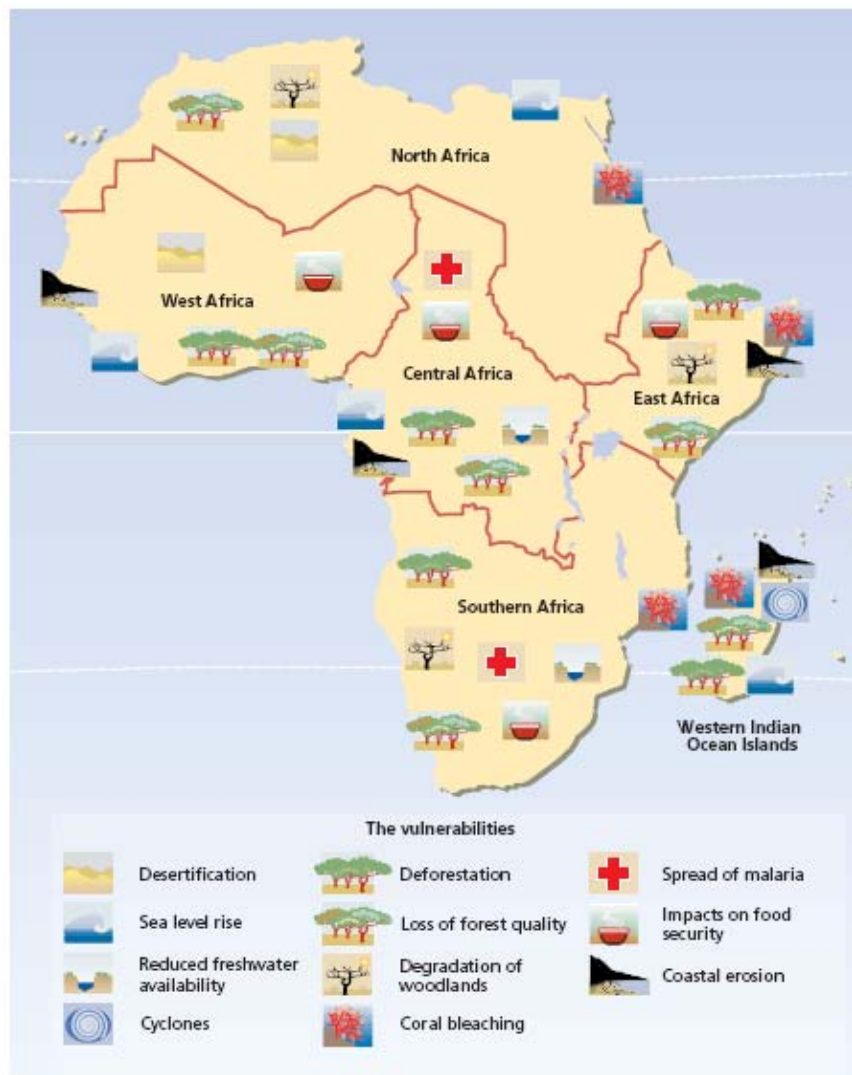 North Africa
West Africa
Central Africa
East Africa
Southern Africa
Western Indian
Ocean Islands
The vulnerabilities
Desertification
Deforestation
Spread of malaria
Sea level rise
Loss of forest quality
Impacts on food
security
Reduced freshwater
availability
Degradation of
woodlands
Coastal erosion
Cyclones
Coral bleaching